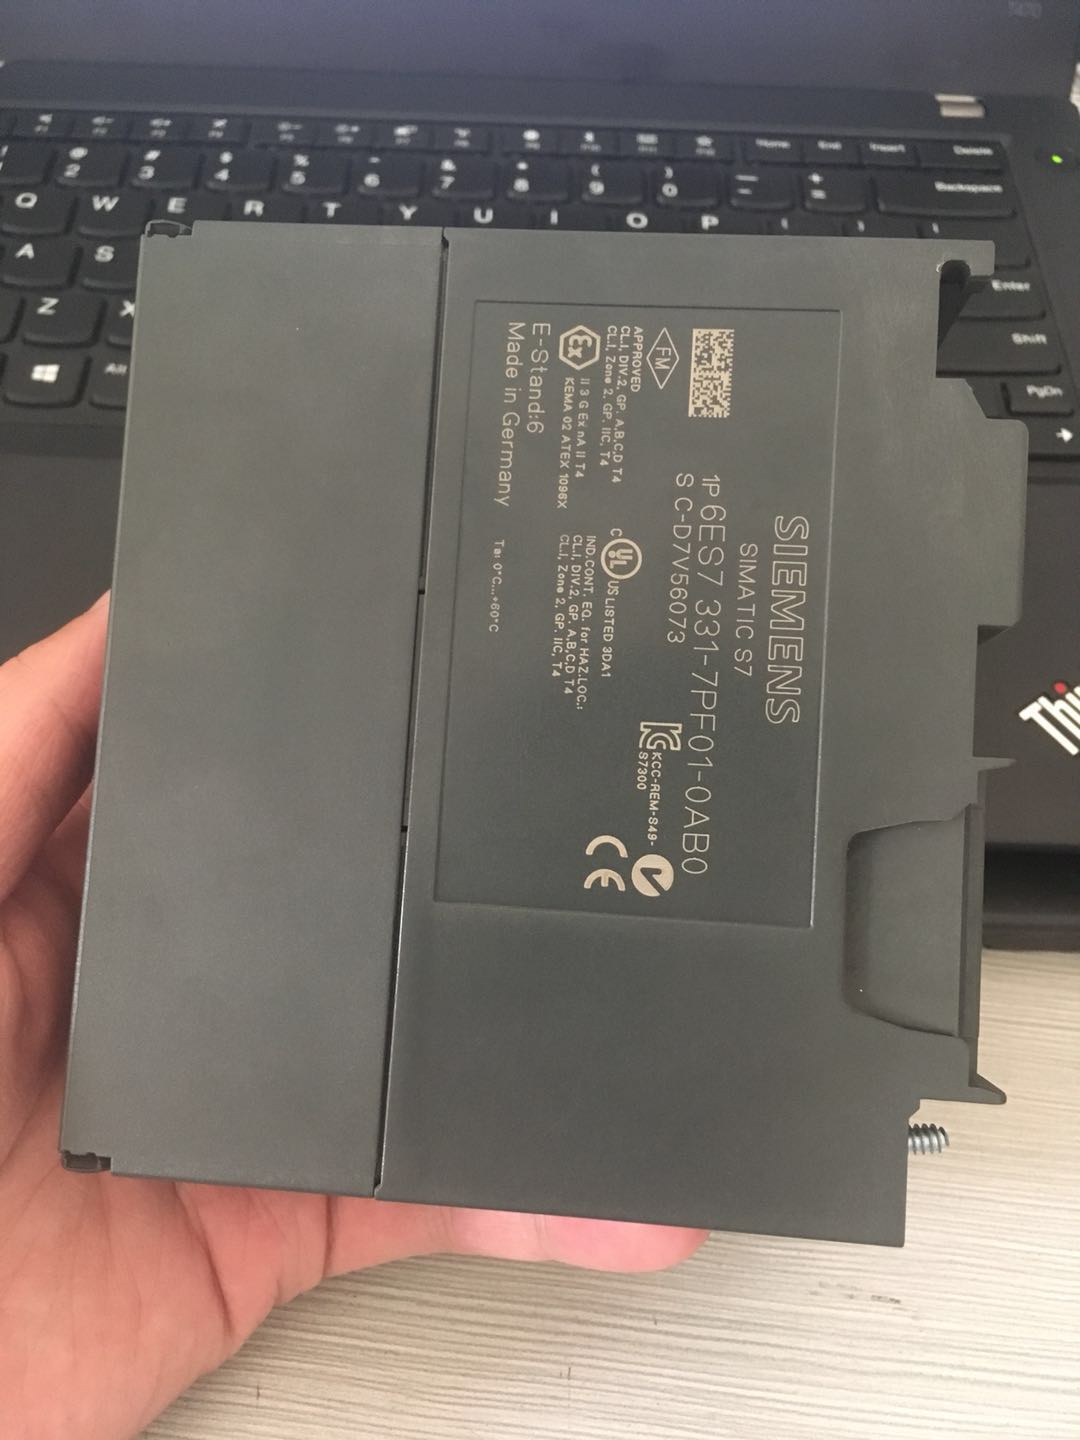 SIEMENS
SIMATIC S7
1P 6ES7 331-7PF01-0AB0
S C-D7V56073
FM
APPROVED
CL.I, DIV.2, GP. A,B,C,D T4
CL.I, Zone 2, GP. IIC, T4
Ex
II 3 G Ex nA II T4
KEMA 02 ATEX 1096X
E-Stand:6
Made in Germany
C UL US LISTED 3DA1
IND.CONT. EQ. for HAZ.LOC.:
CL.I, DIV.2, GP. A,B,C,D T4
CL.I, Zone 2, GP. IIC, T4
Ta: 0°C...+60°C
KCC-REM-S49-
S7300
CE
Home End Insert Delete
@ # $ % & * ( )
2 3 4 5 6 7 8 9 0 Backspace
Q W E R T Y U I O P
A S Enter
Z X Shift
Alt PgDn
Thi